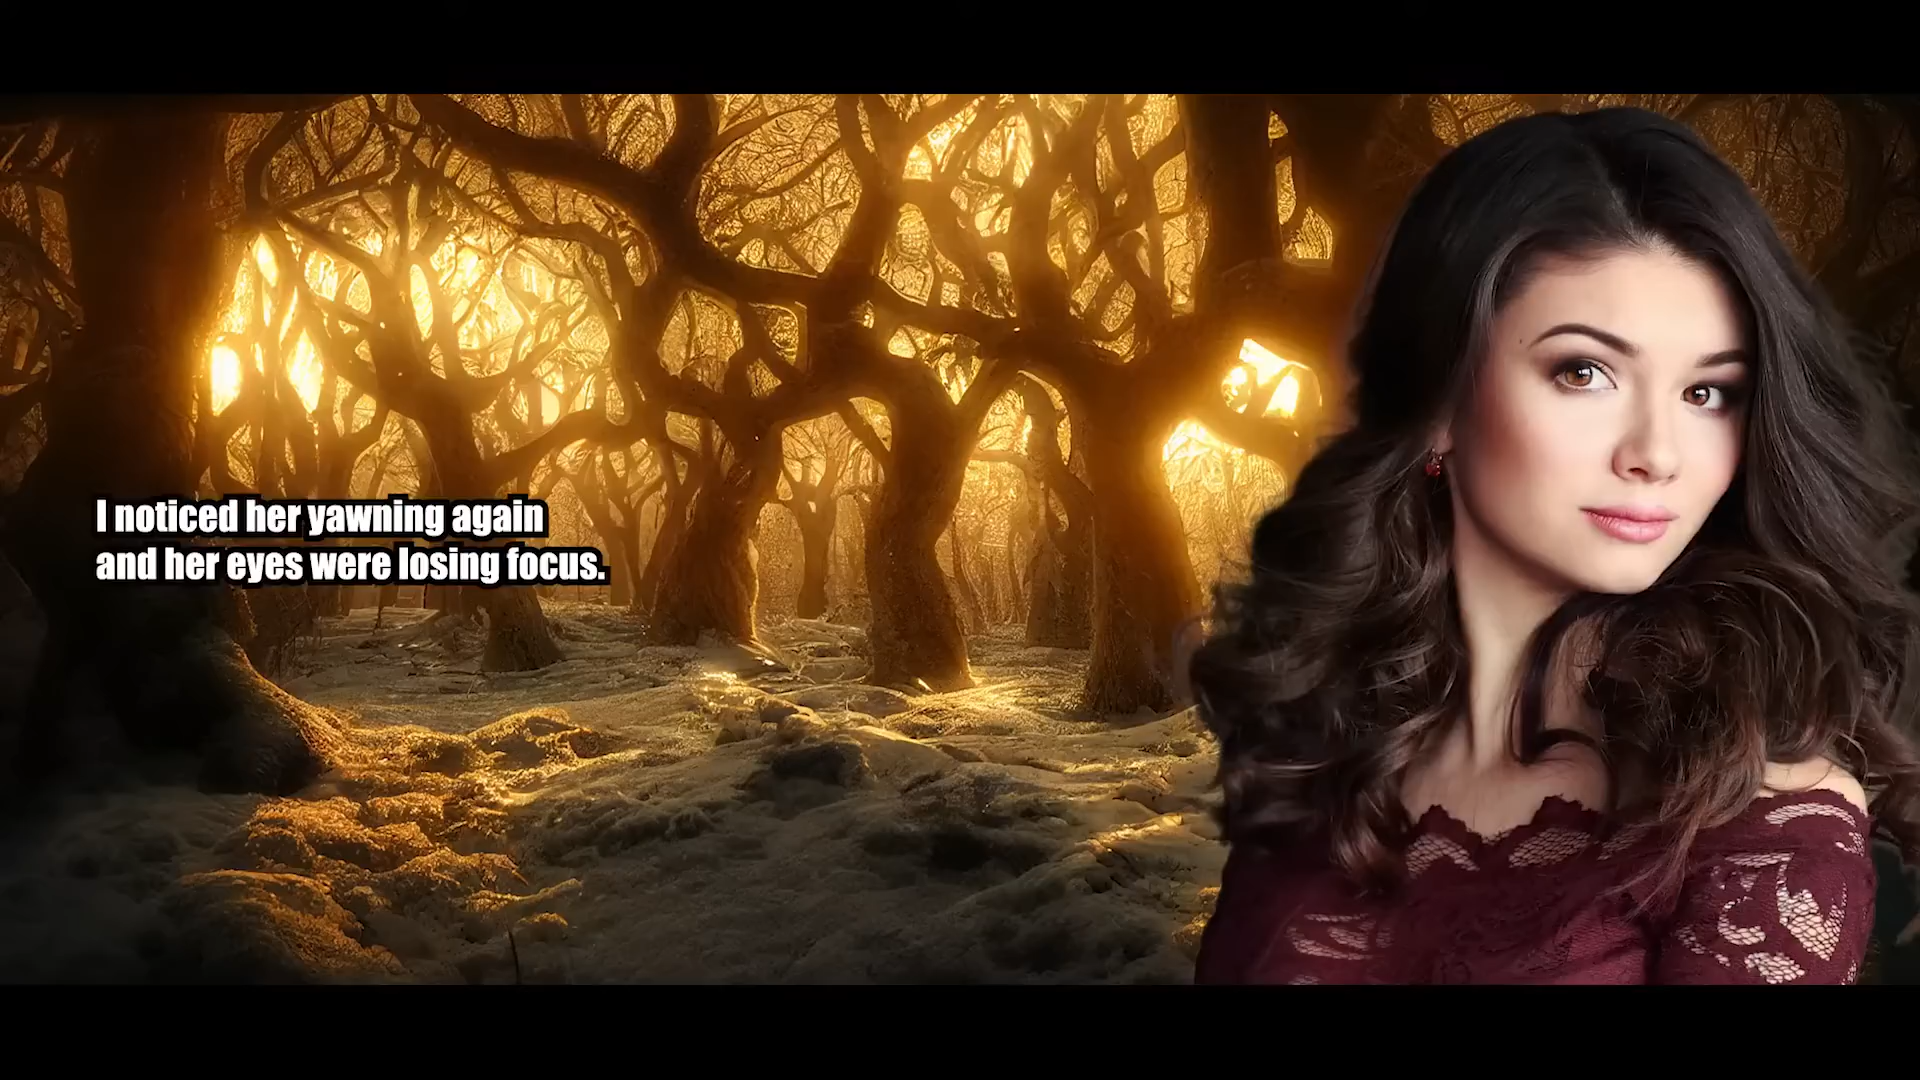 I noticed her yawning again
and her eyes were losing focus.